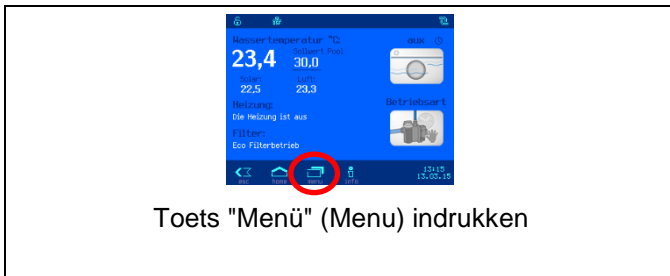 Wassertemperatur °C:
aux
23,4
Sollwert Pool
30,0
Solar:
Luft:
22,5
23,3
Heizung:
Betriebsart
Die Heizung ist aus
Filter:
Eco Filterbetrieb
esc
home
menu
info
13:15
13.03.15
Toets "Menü" (Menu) indrukken